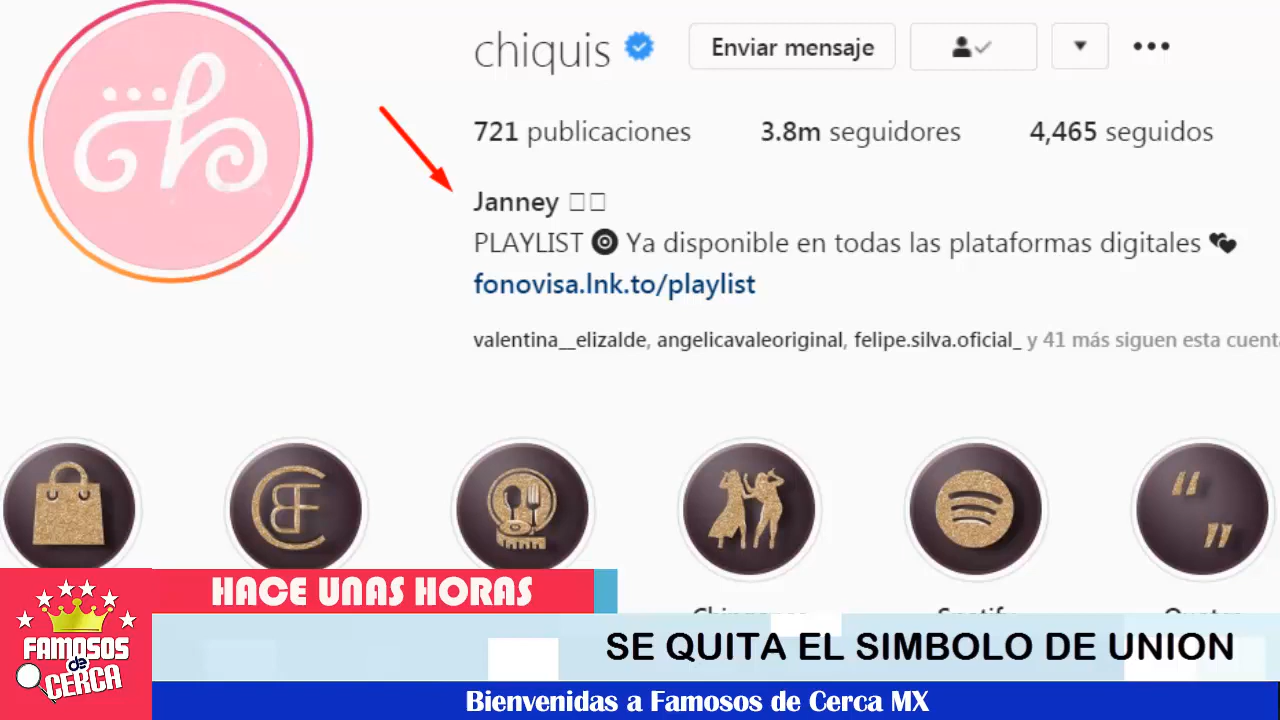 chiquis
Enviar mensaje
721 publicaciones
3.8m seguidores
4,465 seguidos
Janney
PLAYLIST Ya disponible en todas las plataformas digitales
fonovisa.lnk.to/playlist
valentina__elizalde, angelicavaleoriginal, felipe.silva.oficial_ y 41 más siguen esta cuent
HACE UNAS HORAS
FAMOSOS
de
CERCA
SE QUITA EL SIMBOLO DE UNION
Bienvenidas a Famosos de Cerca MX